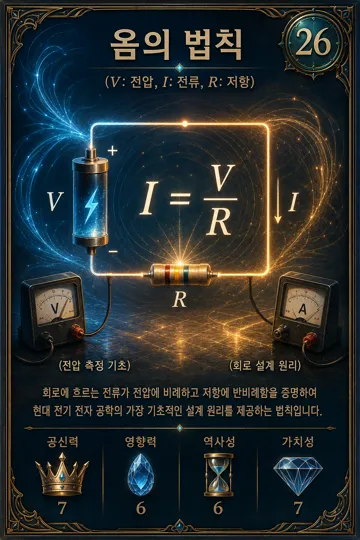 옴의 법칙
26
(V : 전압, I : 전류, R : 저항)
+
V
I = V/R
I
−
R
V
A
(전압 측정 기초)
(회로 설계 원리)
회로에 흐르는 전류가 전압에 비례하고 저항에 반비례함을 증명하여
현대 전기 전자 공학의 가장 기초적인 설계 원리를 제공하는 법칙입니다.
공신력 영향력 역사성 가치성
7 6 6 7